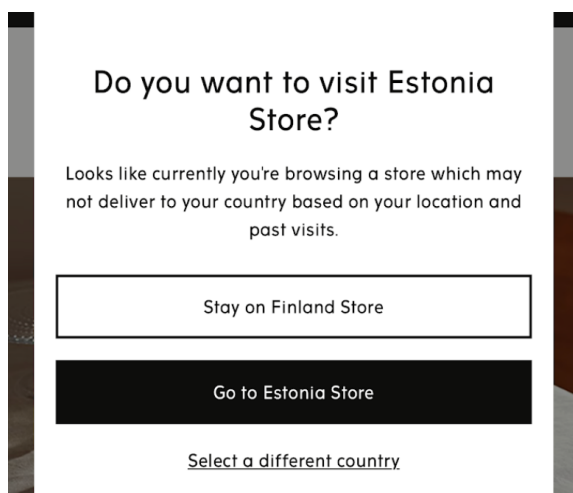 Do you want to visit Estonia
Store?
Looks like currently you're browsing a store which may
not deliver to your country based on your location and
past visits.
Stay on Finland Store
Go to Estonia Store
Select a different country